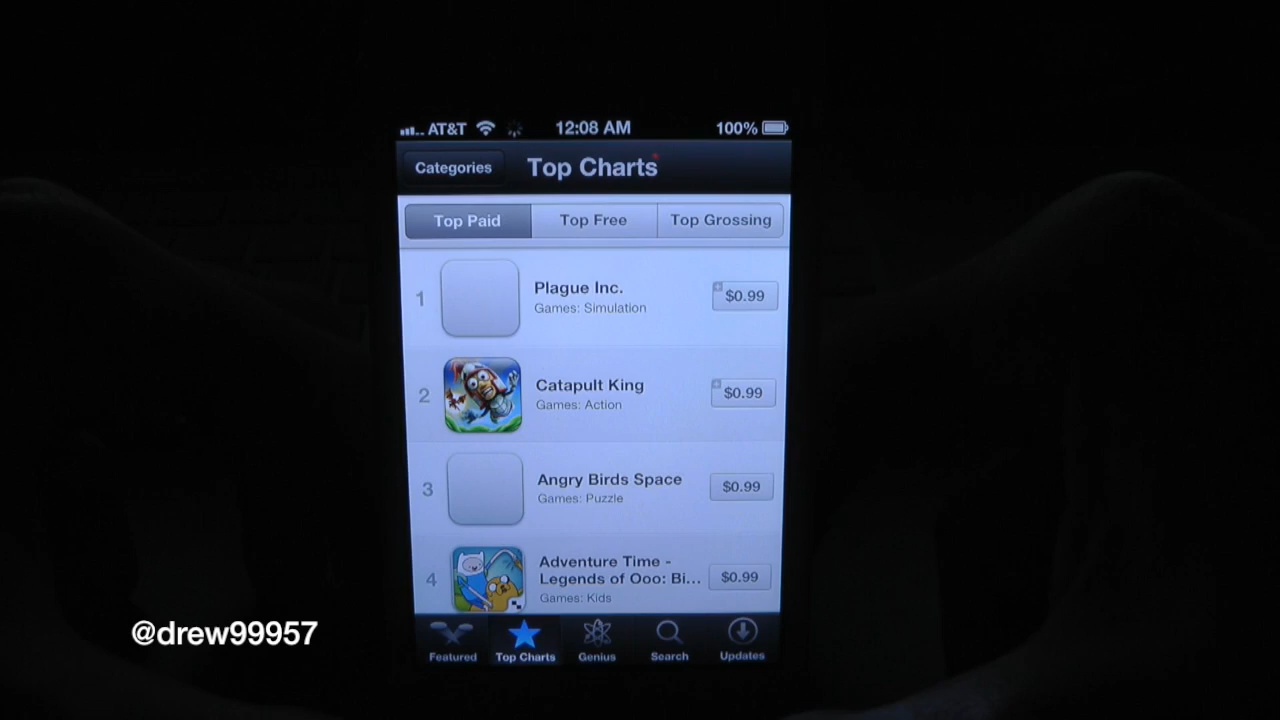 AT&T 12:08 AM 100%
Categories Top Charts
Top Paid Top Free Top Grossing
1 Plague Inc. $0.99
Games: Simulation
2 Catapult King $0.99
Games: Action
3 Angry Birds Space $0.99
Games: Puzzle
4 Adventure Time -
Legends of Ooo: Bi... $0.99
Games: Kids
@drew99957
Featured Top Charts Genius Search Updates